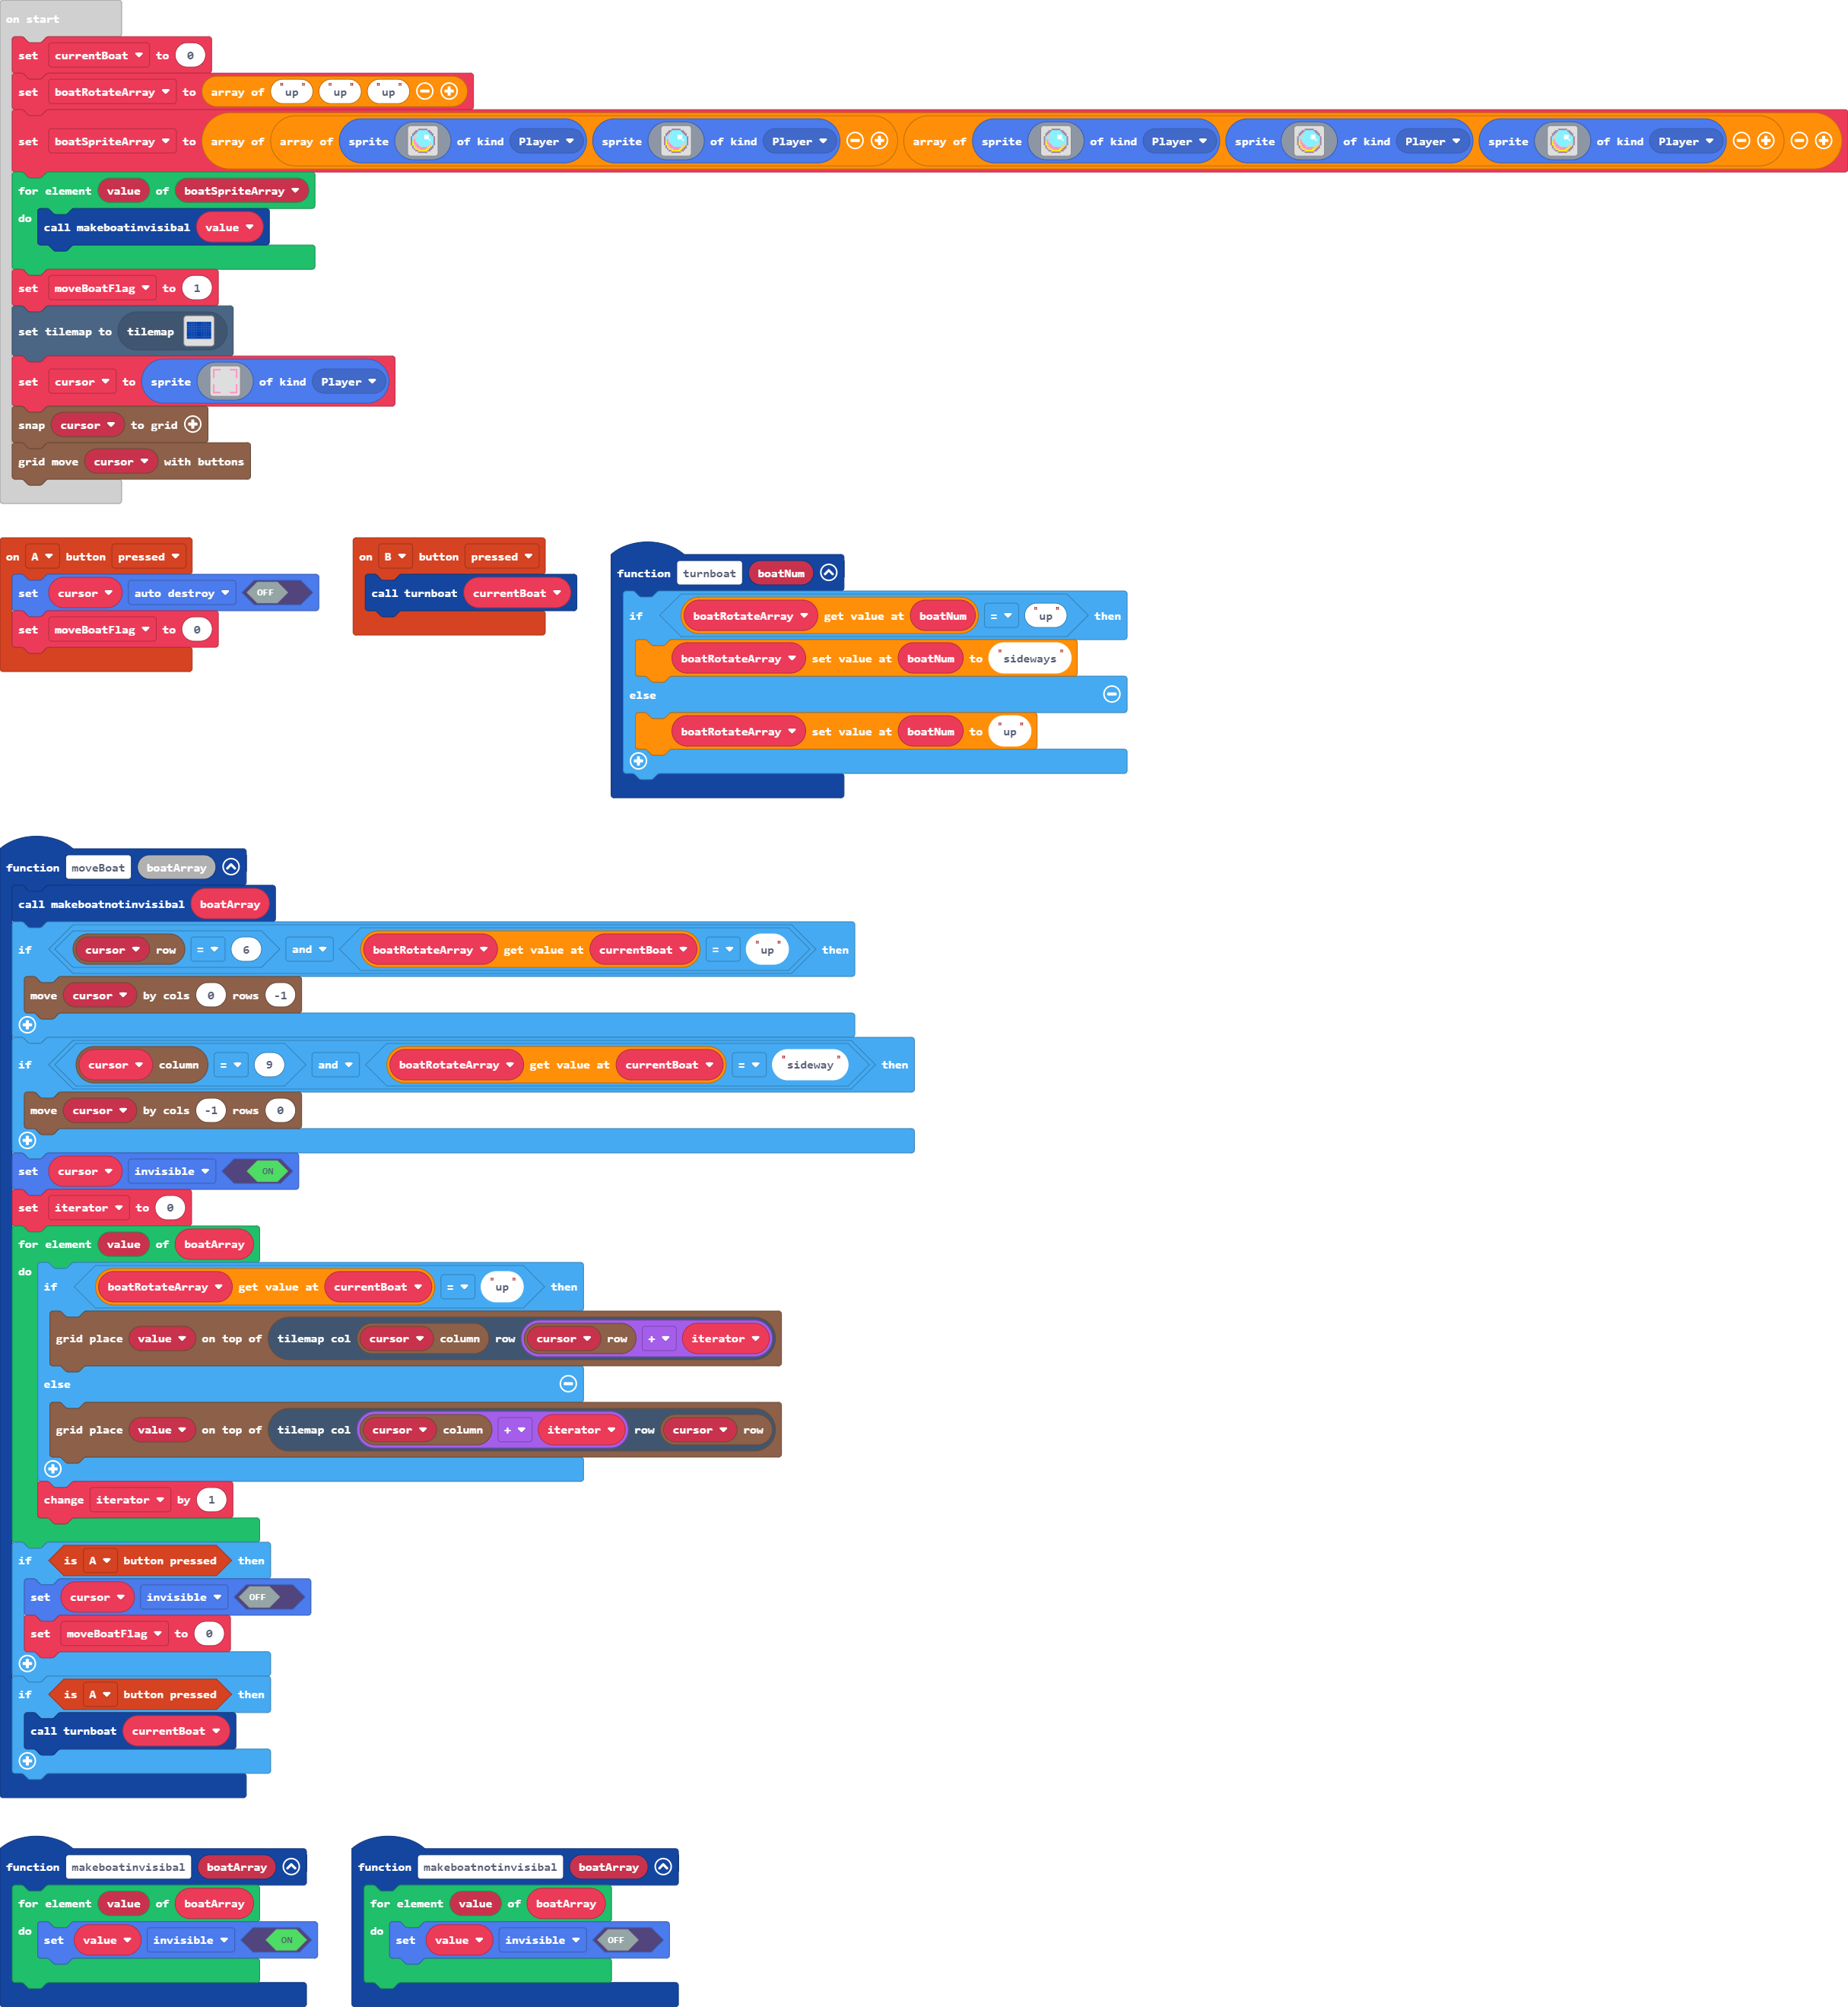 on start
set currentBoat to 0
set boatRotateArray to array of "up" "up" "up"
set boatSpriteArray to array of array of sprite of kind Player sprite of kind Player array of sprite of kind Player sprite of kind Player sprite of kind Player
for element value of boatSpriteArray
do
call makeboatinvisibal value
set moveBoatFlag to 1
set tilemap to tilemap
set cursor to sprite of kind Player
snap cursor to grid
grid move cursor with buttons
on A button pressed
set cursor auto destroy OFF
set moveBoatFlag to 0
on B button pressed
call turnboat currentBoat
function turnboat boatNum
if boatRotateArray get value at boatNum = "up" then
boatRotateArray set value at boatNum to "sideways"
else
boatRotateArray set value at boatNum to "up"
function moveBoat boatArray
call makeboatnotinvisibal boatArray
if cursor row = 6 and boatRotateArray get value at currentBoat = "up" then
move cursor by cols 0 rows -1
if cursor column = 9 and boatRotateArray get value at currentBoat = "sideway" then
move cursor by cols -1 rows 0
set cursor invisible ON
set iterator to 0
for element value of boatArray
do
if boatRotateArray get value at currentBoat = "up" then
grid place value on top of tilemap col cursor column row cursor row + iterator
else
grid place value on top of tilemap col cursor column + iterator row cursor row
change iterator by 1
if is A button pressed then
set cursor invisible OFF
set moveBoatFlag to 0
if is A button pressed then
call turnboat currentBoat
function makeboatinvisibal boatArray
for element value of boatArray
do
set value invisible ON
function makeboatnotinvisibal boatArray
for element value of boatArray
do
set value invisible OFF